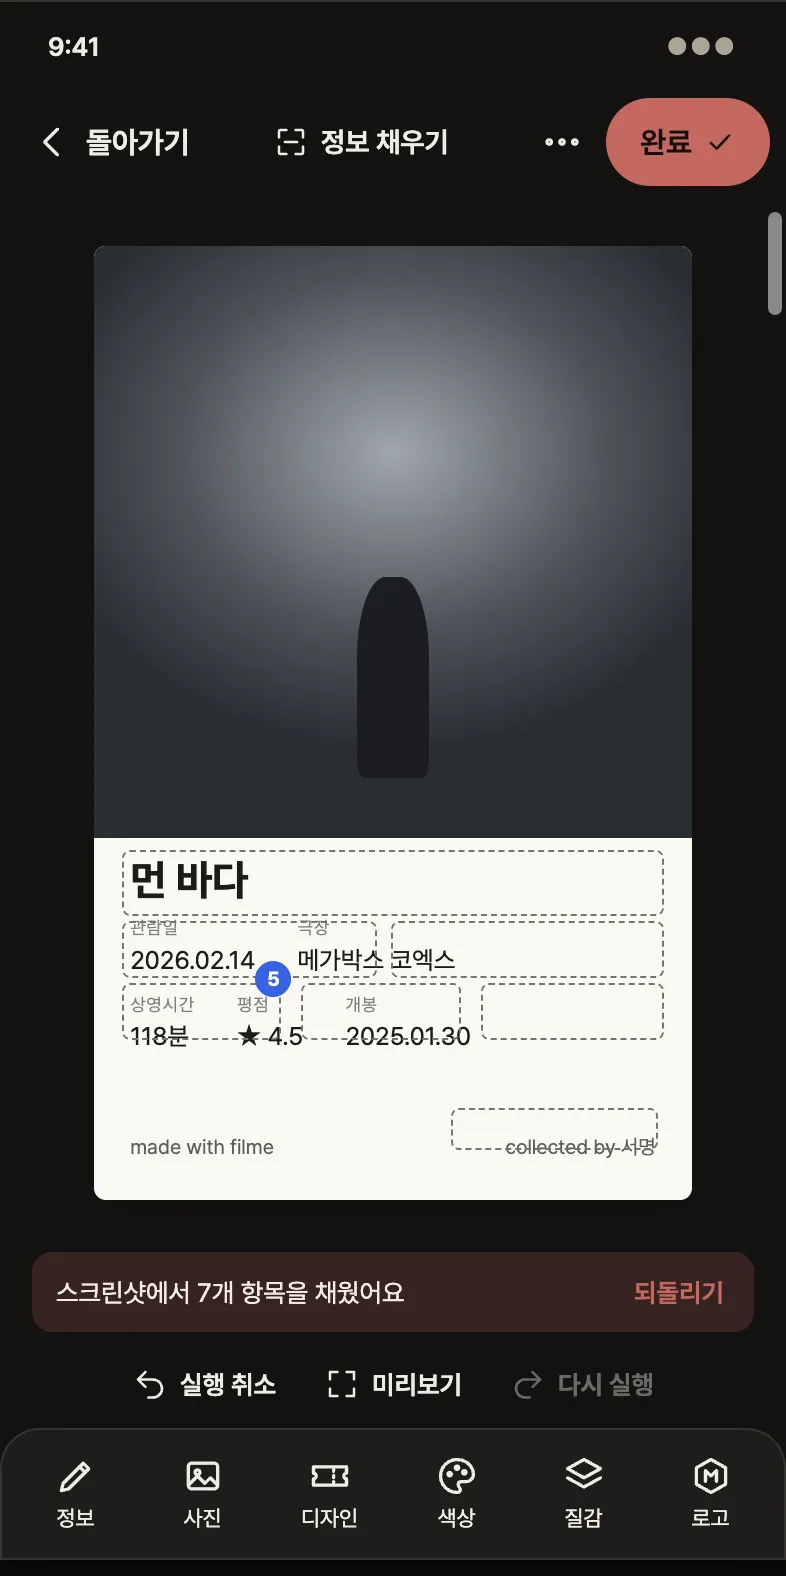 9:41
돌아가기 정보 채우기 완료
먼 바다
관람일 극장
2026.02.14 메가박스 코엑스
5
상영시간 평점 개봉
118분 ★ 4.5 2025.01.30
made with filme collected by 서명
스크린샷에서 7개 항목을 채웠어요 되돌리기
실행 취소 미리보기 다시 실행
정보 사진 디자인 색상 질감 로고